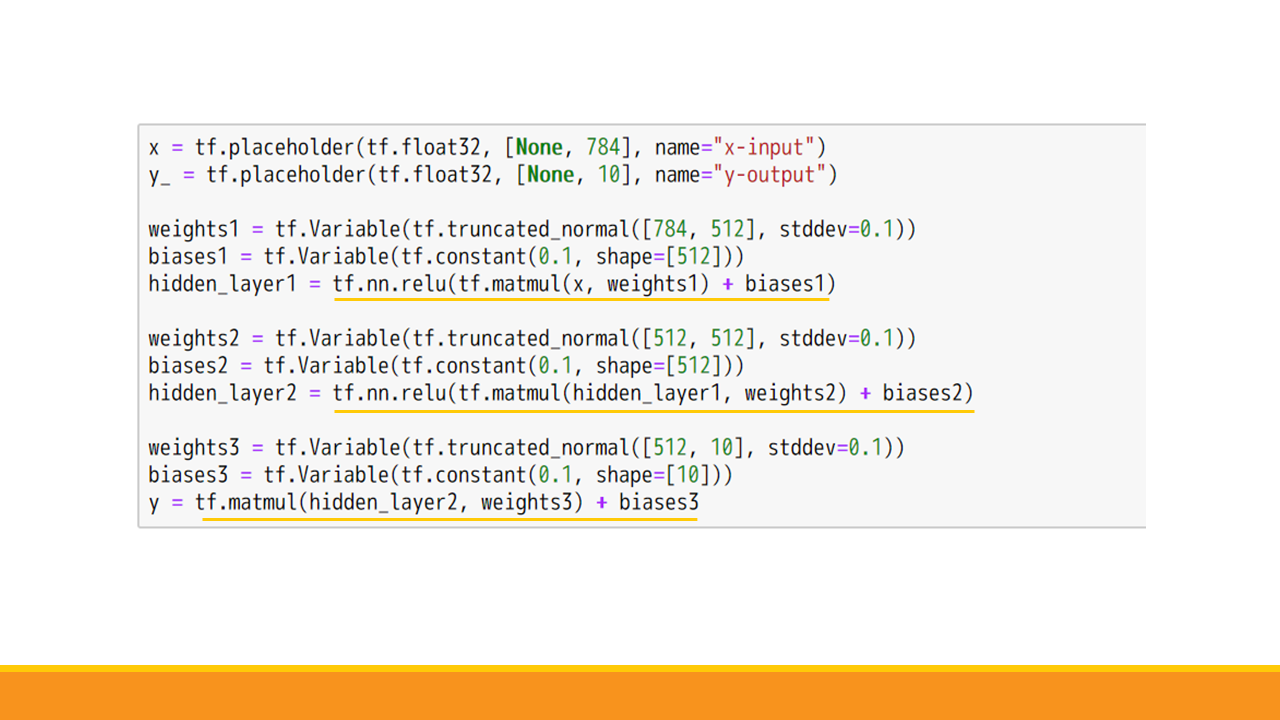 x = tf.placeholder(tf.float32, [None, 784], name="x-input")
y_ = tf.placeholder(tf.float32, [None, 10], name="y-output")
weights1 = tf.Variable(tf.truncated_normal([784, 512], stddev=0.1))
biases1 = tf.Variable(tf.constant(0.1, shape=[512]))
hidden_layer1 = tf.nn.relu(tf.matmul(x, weights1) + biases1)
weights2 = tf.Variable(tf.truncated_normal([512, 512], stddev=0.1))
biases2 = tf.Variable(tf.constant(0.1, shape=[512]))
hidden_layer2 = tf.nn.relu(tf.matmul(hidden_layer1, weights2) + biases2)
weights3 = tf.Variable(tf.truncated_normal([512, 10], stddev=0.1))
biases3 = tf.Variable(tf.constant(0.1, shape=[10]))
y = tf.matmul(hidden_layer2, weights3) + biases3